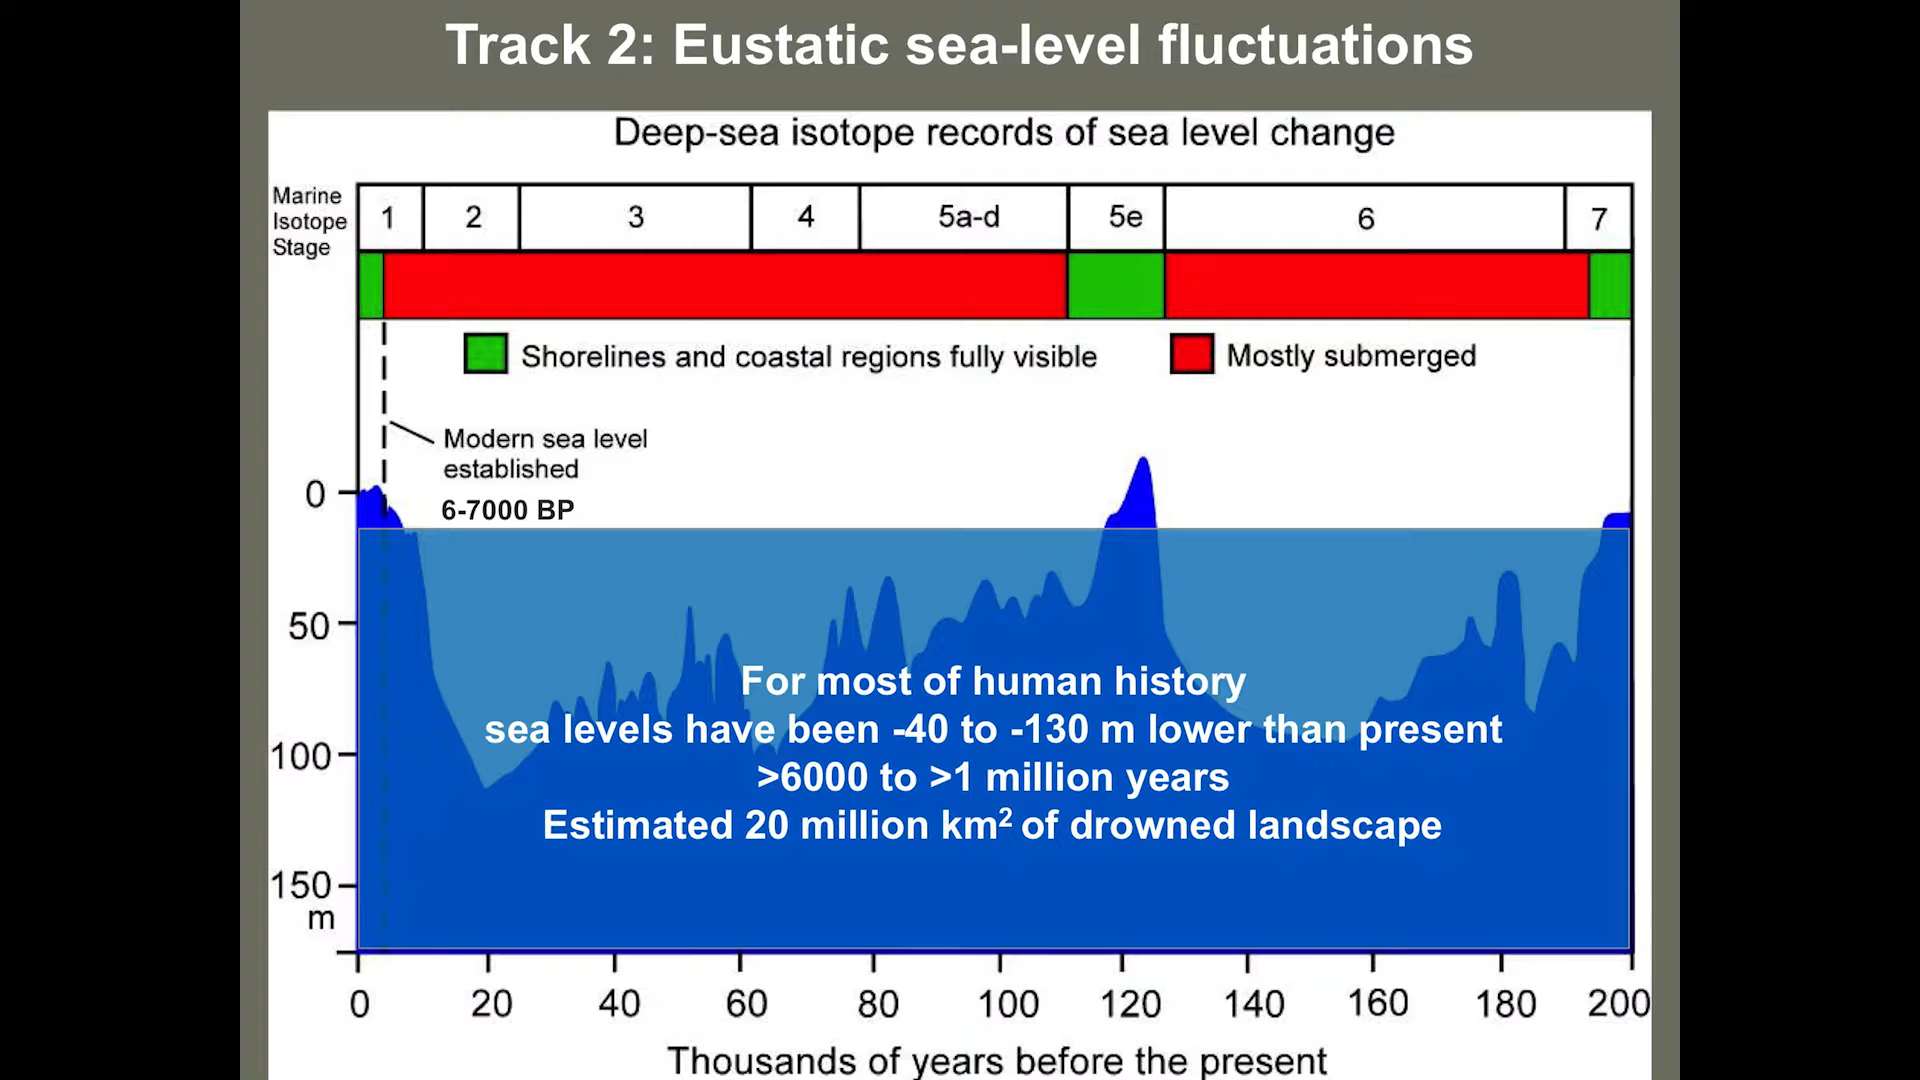 Track 2: Eustatic sea-level fluctuations
Deep-sea isotope records of sea level change
Marine
Isotope
Stage
1 2 3 4 5a-d 5e 6 7
Shorelines and coastal regions fully visible Mostly submerged
Modern sea level
established
6-7000 BP
0
50
100
150
m
For most of human history
sea levels have been -40 to -130 m lower than present
>6000 to >1 million years
Estimated 20 million km² of drowned landscape
0 20 40 60 80 100 120 140 160 180 200
Thousands of years before the present